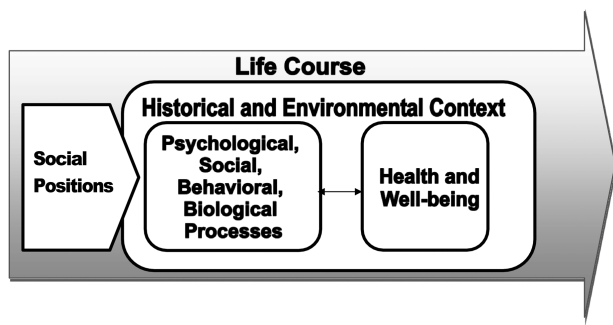 Life Course
Historical and Environmental Context
Social
Positions
Psychological,
Social,
Behavioral,
Biological
Processes
Health and
Well-being